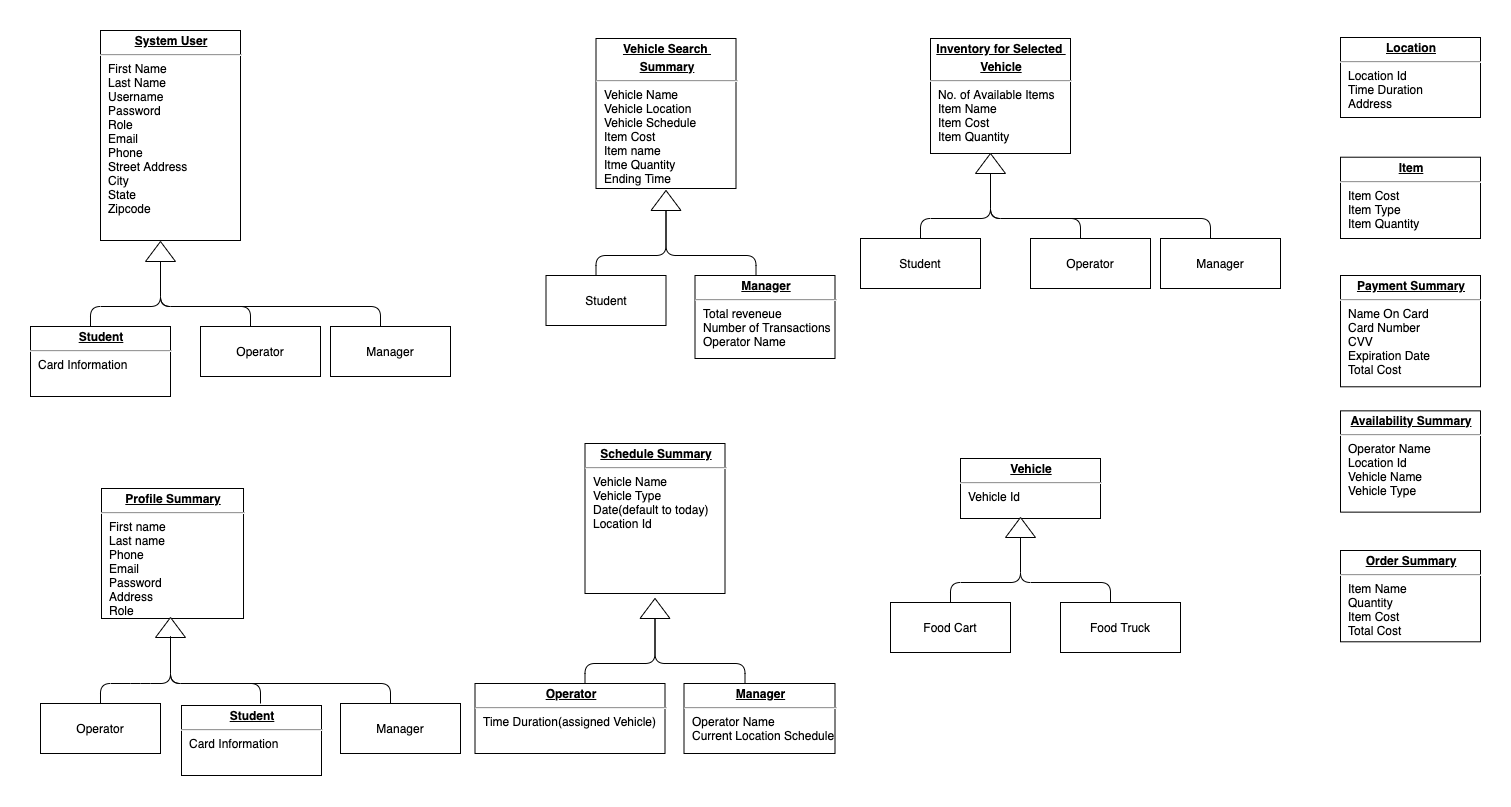 System User
First Name
Last Name
Username
Password
Role
Email
Phone
Street Address
City
State
Zipcode
Student
Card Information
Operator
Manager
Vehicle Search
Summary
Vehicle Name
Vehicle Location
Vehicle Schedule
Item Cost
Item name
Itme Quantity
Ending Time
Student
Manager
Total reveneue
Number of Transactions
Operator Name
Inventory for Selected
Vehicle
No. of Available Items
Item Name
Item Cost
Item Quantity
Student
Operator
Manager
Location
Location Id
Time Duration
Address
Item
Item Cost
Item Type
Item Quantity
Payment Summary
Name On Card
Card Number
CVV
Expiration Date
Total Cost
Availability Summary
Operator Name
Location Id
Vehicle Name
Vehicle Type
Order Summary
Item Name
Quantity
Item Cost
Total Cost
Profile Summary
First name
Last name
Phone
Email
Password
Address
Role
Operator
Student
Card Information
Manager
Schedule Summary
Vehicle Name
Vehicle Type
Date(default to today)
Location Id
Operator
Time Duration(assigned Vehicle)
Manager
Operator Name
Current Location Schedule
Vehicle
Vehicle Id
Food Cart
Food Truck